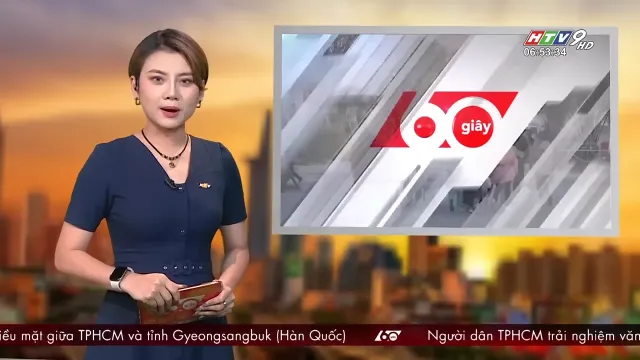 HTV9 HD
06:53:34
60 giây
iều mặt giữa TPHCM và tỉnh Gyeongsangbuk (Hàn Quốc) 60 Người dân TPHCM trải nghiệm văn